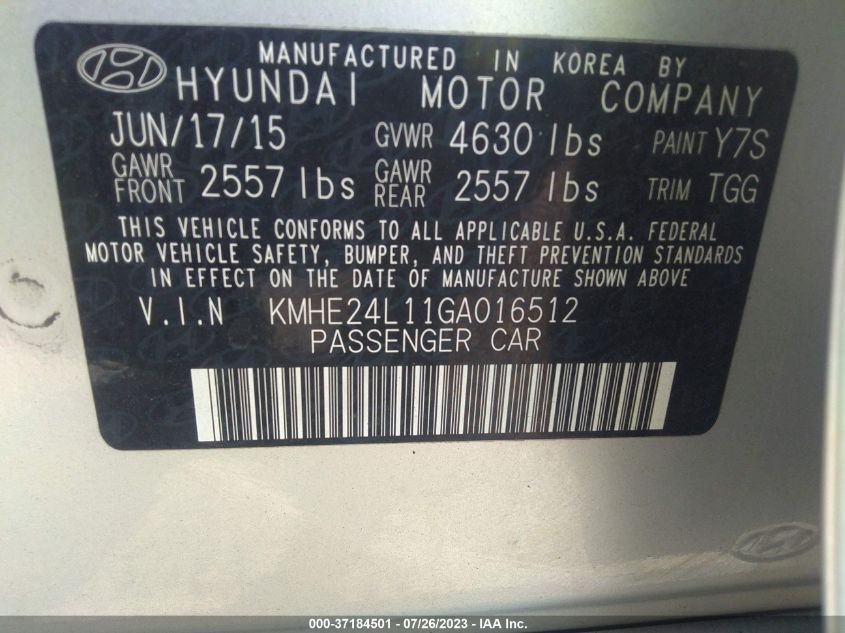 MANUFACTURED IN KOREA BY
HYUNDAI MOTOR COMPANY
JUN/17/15 GVWR 4630 lbs PAINT Y7S
GAWR FRONT 2557 lbs GAWR REAR 2557 lbs TRIM TGG
THIS VEHICLE CONFORMS TO ALL APPLICABLE U.S.A. FEDERAL
MOTOR VEHICLE SAFETY, BUMPER, AND THEFT PREVENTION STANDARDS
IN EFFECT ON THE DATE OF MANUFACTURE SHOWN ABOVE
V.I.N KMHE24L11GA016512
PASSENGER CAR
000-37184501 - 07/26/2023 - IAA Inc.